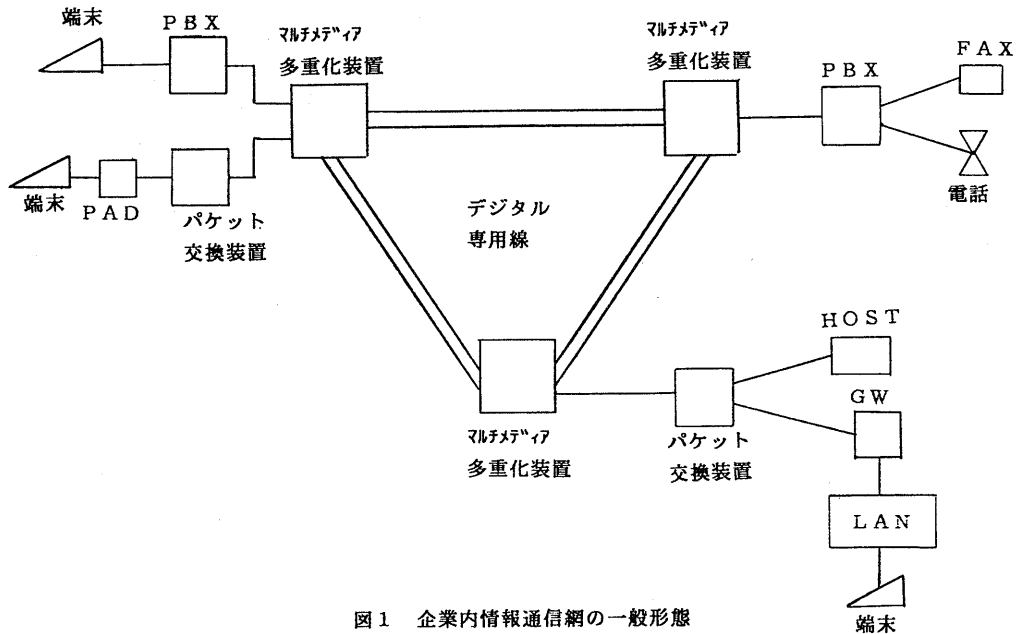 端末
PBX
マルチメディア
多重化装置
マルチメディア
多重化装置
PBX
FAX
電話
端末
PAD
パケット
交換装置
デジタル
専用線
マルチメディア
多重化装置
パケット
交換装置
HOST
GW
LAN
端末
図1 企業内情報通信網の一般形態